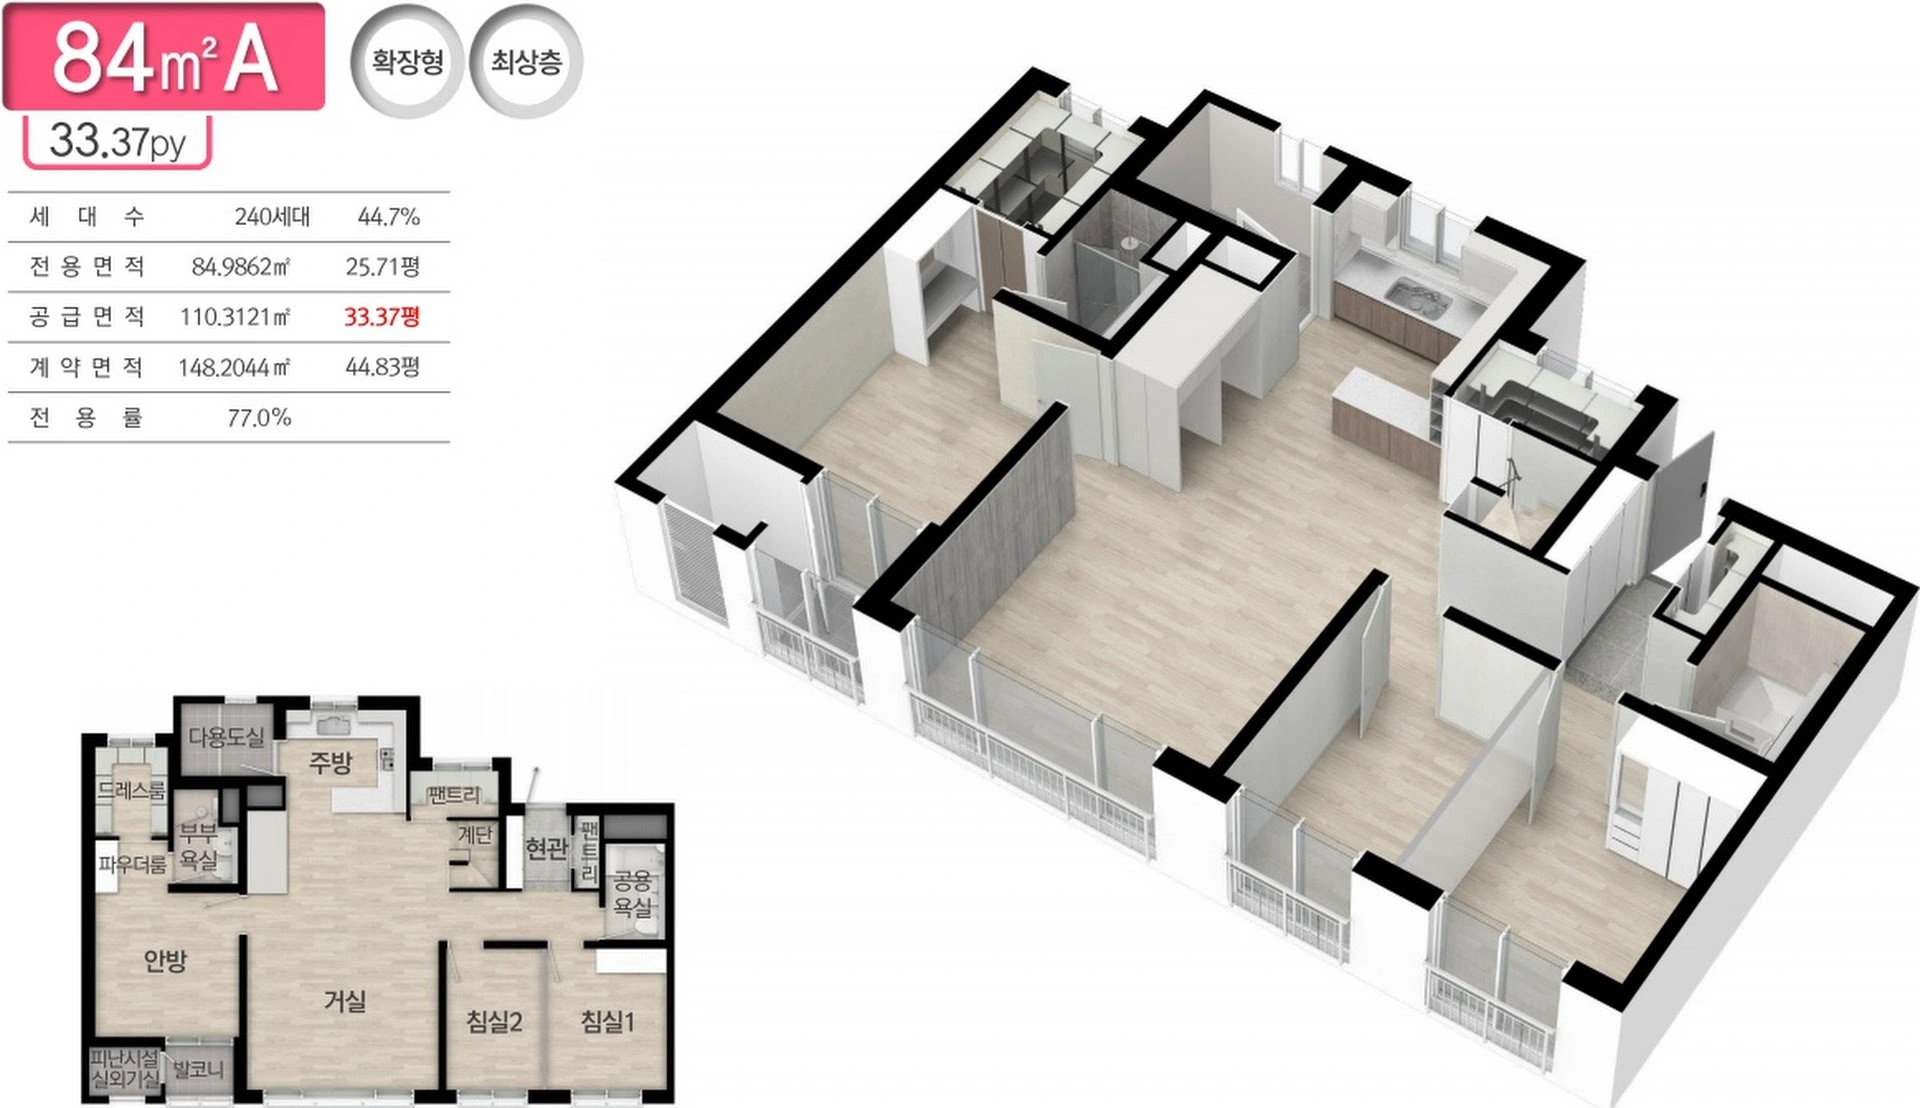 84m² A
확장형
최상층
33.37py
세 대 수 240세대 44.7%
전 용 면 적 84.9862㎡ 25.71평
공 급 면 적 110.3121㎡ 33.37평
계 약 면 적 148.2044㎡ 44.83평
전 용 률 77.0%
다용도실
주방
드레스룸
팬트리
부부
욕실
계단
현관
팬
트
리
파우더룸
공용
욕실
안방
거실
침실2
침실1
피난시설
실외기실
발코니